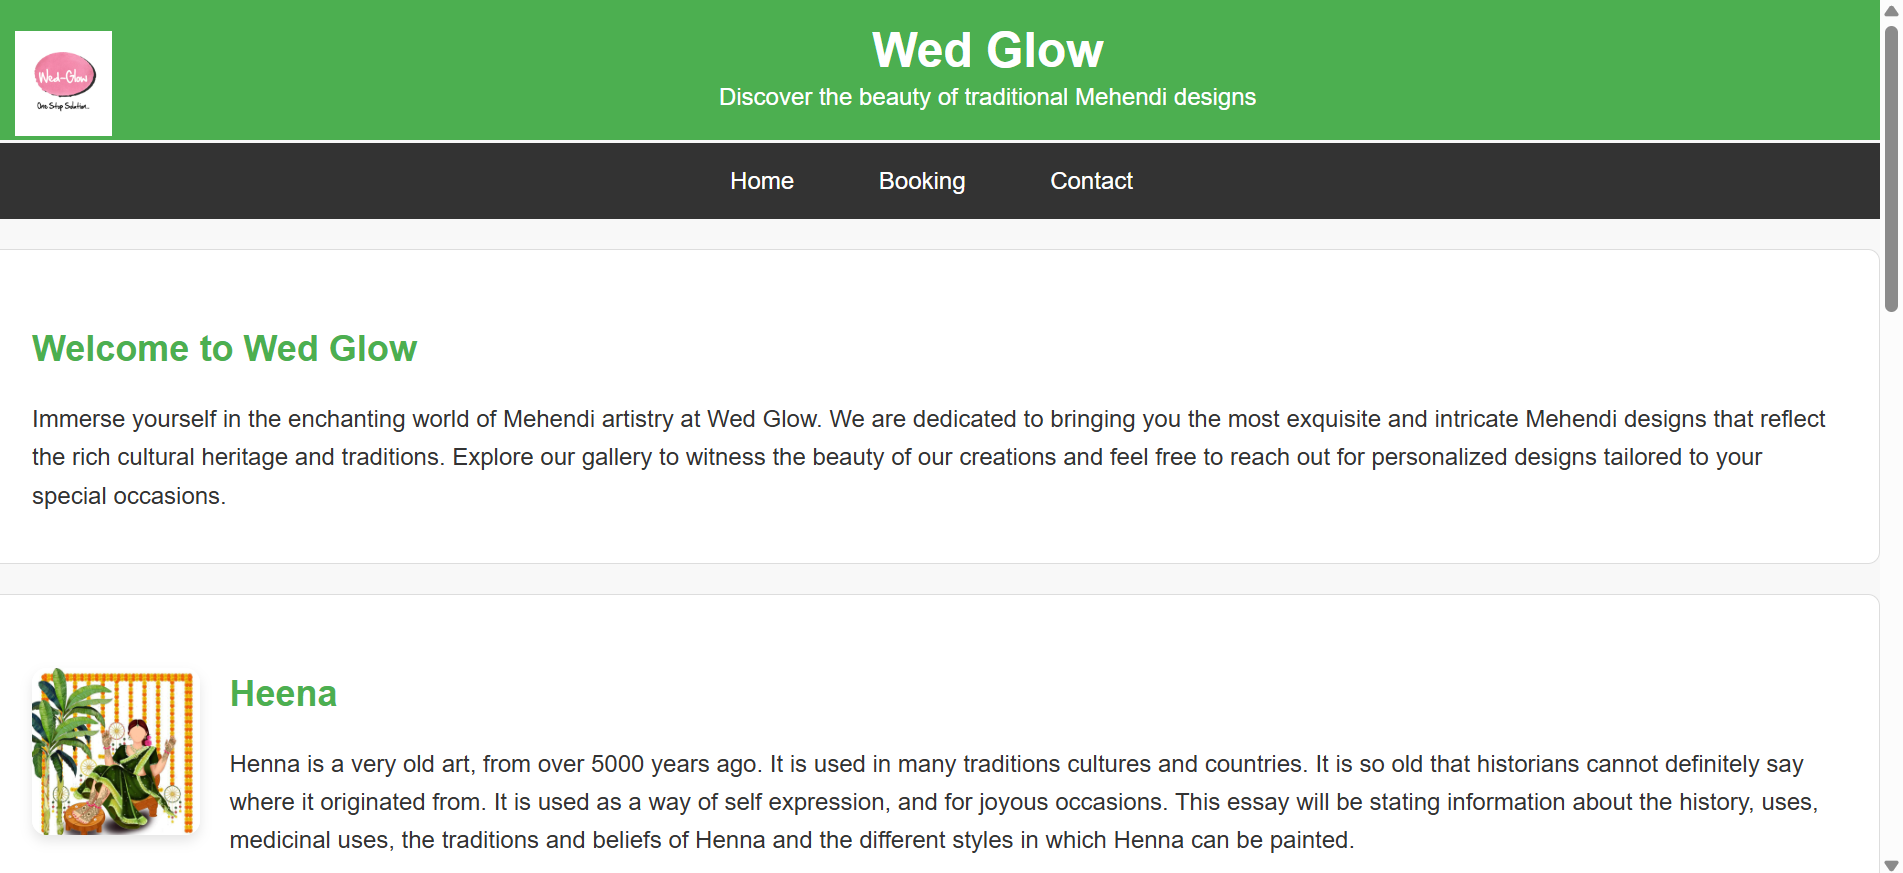 Wed-Glow
One Stop Solution..
Wed Glow
Discover the beauty of traditional Mehendi designs
Home Booking Contact
Welcome to Wed Glow
Immerse yourself in the enchanting world of Mehendi artistry at Wed Glow. We are dedicated to bringing you the most exquisite and intricate Mehendi designs that reflect
the rich cultural heritage and traditions. Explore our gallery to witness the beauty of our creations and feel free to reach out for personalized designs tailored to your
special occasions.
Heena
Henna is a very old art, from over 5000 years ago. It is used in many traditions cultures and countries. It is so old that historians cannot definitely say
where it originated from. It is used as a way of self expression, and for joyous occasions. This essay will be stating information about the history, uses,
medicinal uses, the traditions and beliefs of Henna and the different styles in which Henna can be painted.